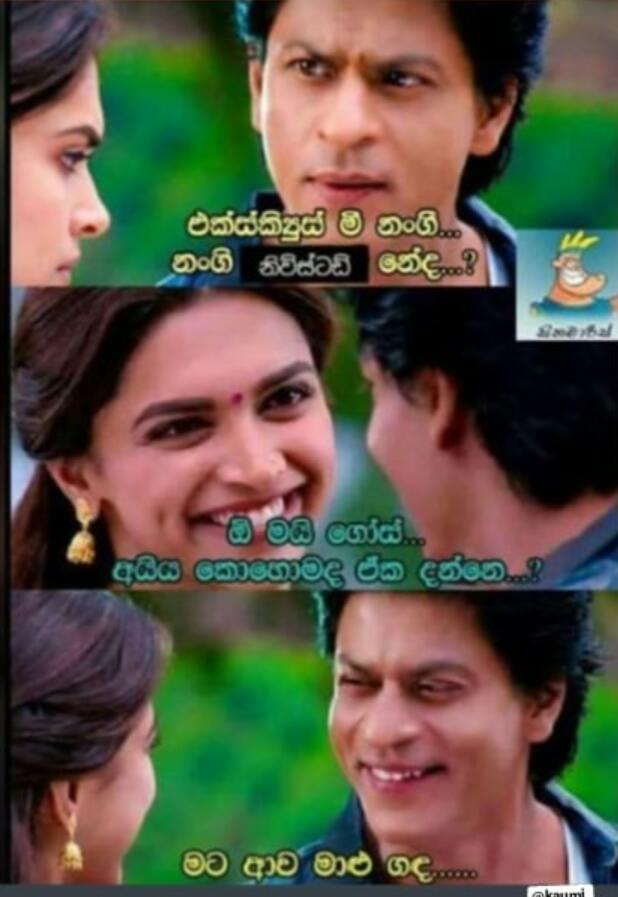 එක්ස්කියුස් මී නංගී...
නංගි නිවිස්ටඩ් නේද...?
ඕ මයි ගෝස්...
අයිය කොහොමද ඒක දන්නෙ...?
මට ආව මාළු ගඳ......
@kaumi